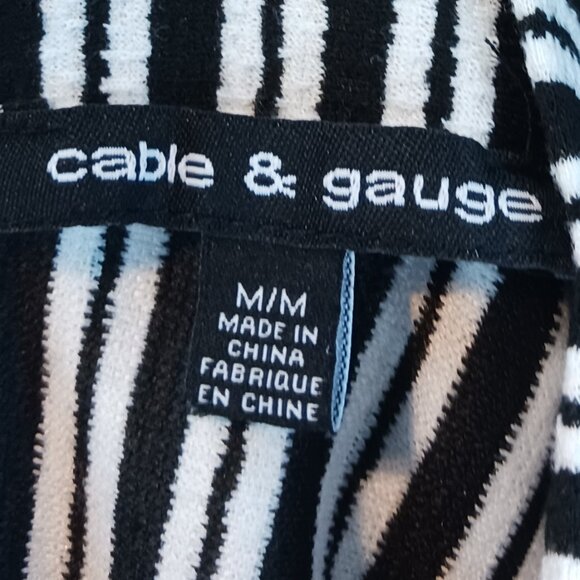 cable & gauge
M/M
MADE IN
CHINA
FABRIQUE
EN CHINE